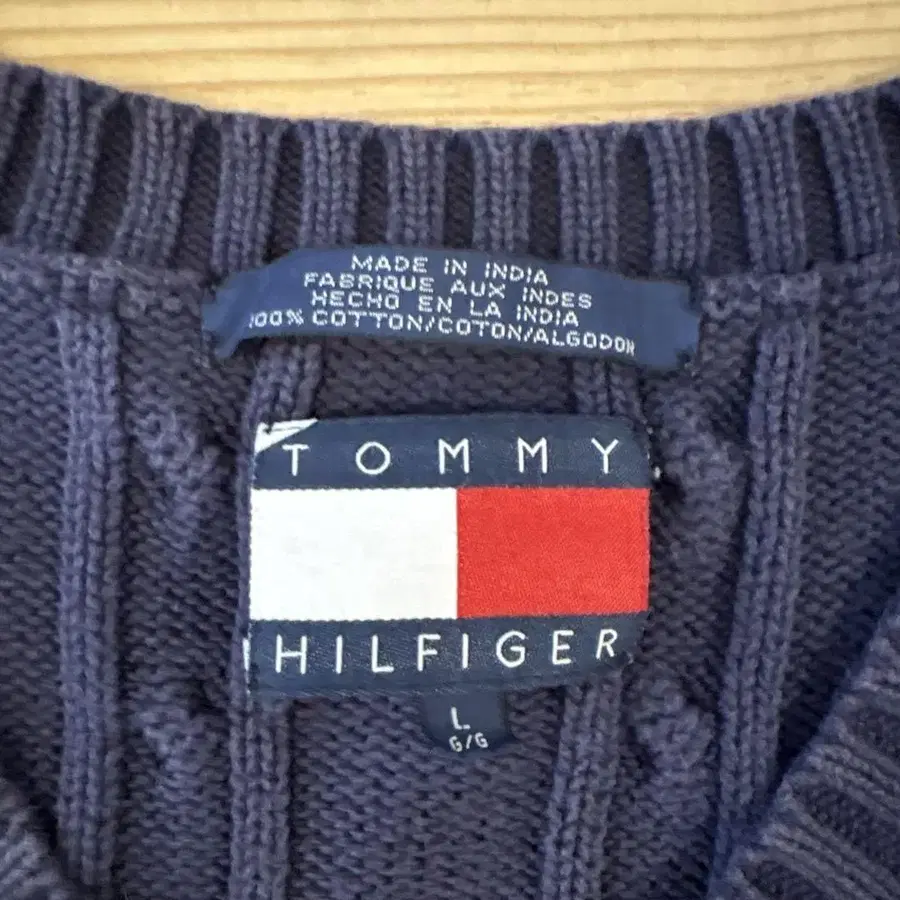 MADE IN INDIA
FABRIQUE AUX INDES
HECHO EN LA INDIA
100% COTTON/COTON/ALGODON
TOMMY
HILFIGER
L
G/G